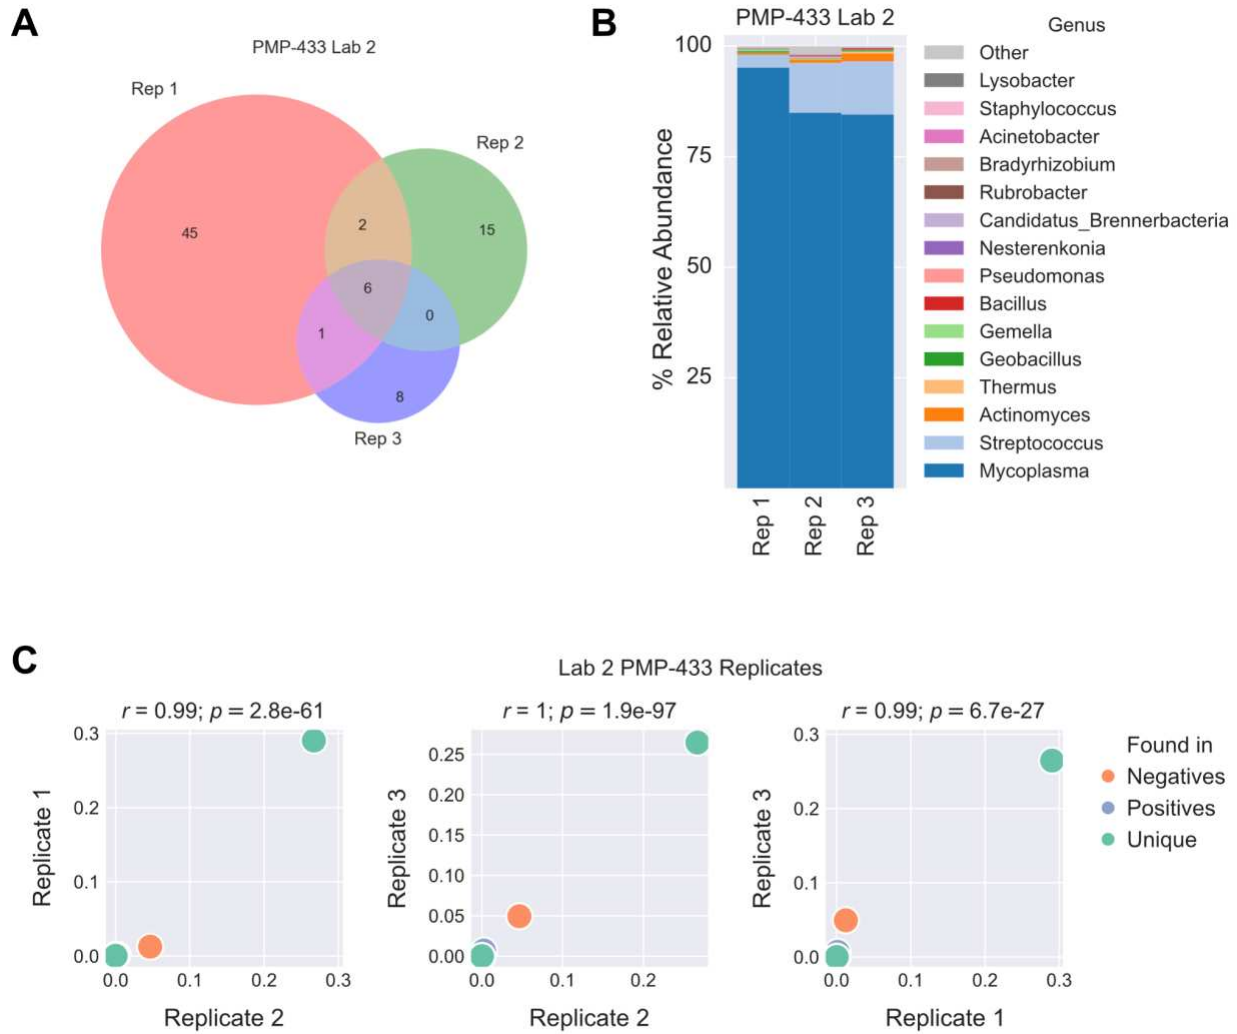 A
PMP-433 Lab 2
Rep 1
Rep 2
45
2
15
6
0
1
8
Rep 3
B
PMP-433 Lab 2
% Relative Abundance
100
75
50
25
Rep 1
Rep 2
Rep 3
Genus
Other
Lysobacter
Staphylococcus
Acinetobacter
Bradyrhizobium
Rubrobacter
Candidatus_Brennerbacteria
Nesterenkonia
Pseudomonas
Bacillus
Gemella
Geobacillus
Thermus
Actinomyces
Streptococcus
Mycoplasma
C
Lab 2 PMP-433 Replicates
r = 0.99; p = 2.8e-61
Replicate 1
0.3
0.2
0.1
0.0
0.0 0.1 0.2 0.3
Replicate 2
r = 1; p = 1.9e-97
Replicate 3
0.25
0.20
0.15
0.10
0.05
0.00
0.0 0.1 0.2
Replicate 2
r = 0.99; p = 6.7e-27
Replicate 3
0.3
0.2
0.1
0.0
0.0 0.1 0.2 0.3
Replicate 1
Found in
Negatives
Positives
Unique